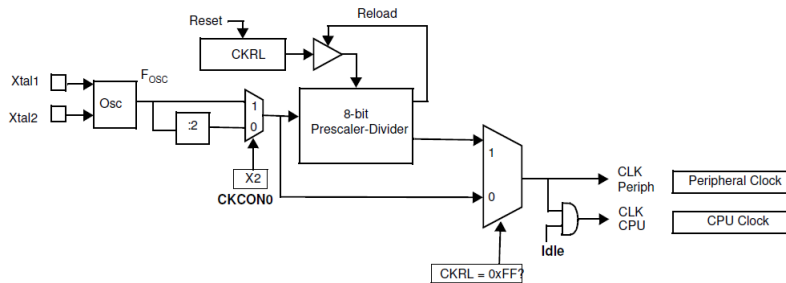 Reset
Reload
CKRL
Xtal1
Xtal2
Osc
FOSC
:2
1
0
X2
CKCON0
8-bit
Prescaler-Divider
1
0
CKRL = 0xFF?
CLK
Periph
Peripheral Clock
CLK
CPU
CPU Clock
Idle